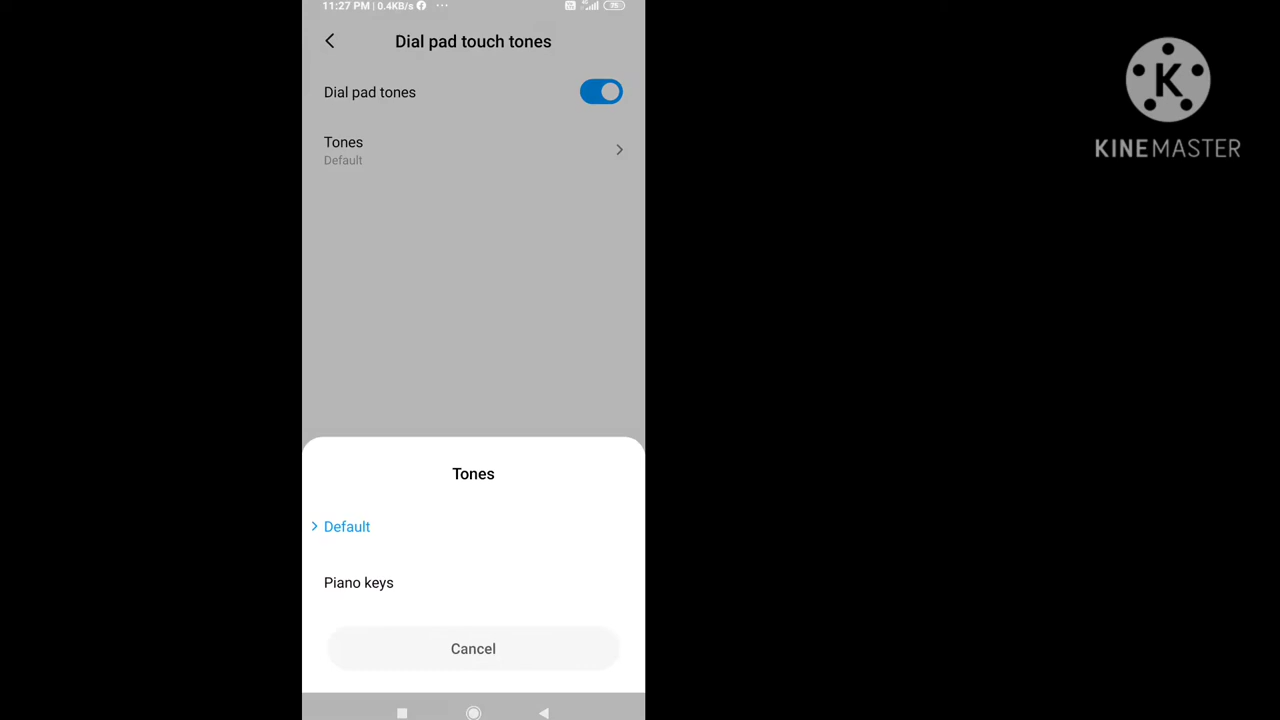 11:27 PM | 0.4KB/s ...
Dial pad touch tones
Dial pad tones
Tones
Default
Tones
Default
Piano keys
Cancel
K
KINEMASTER